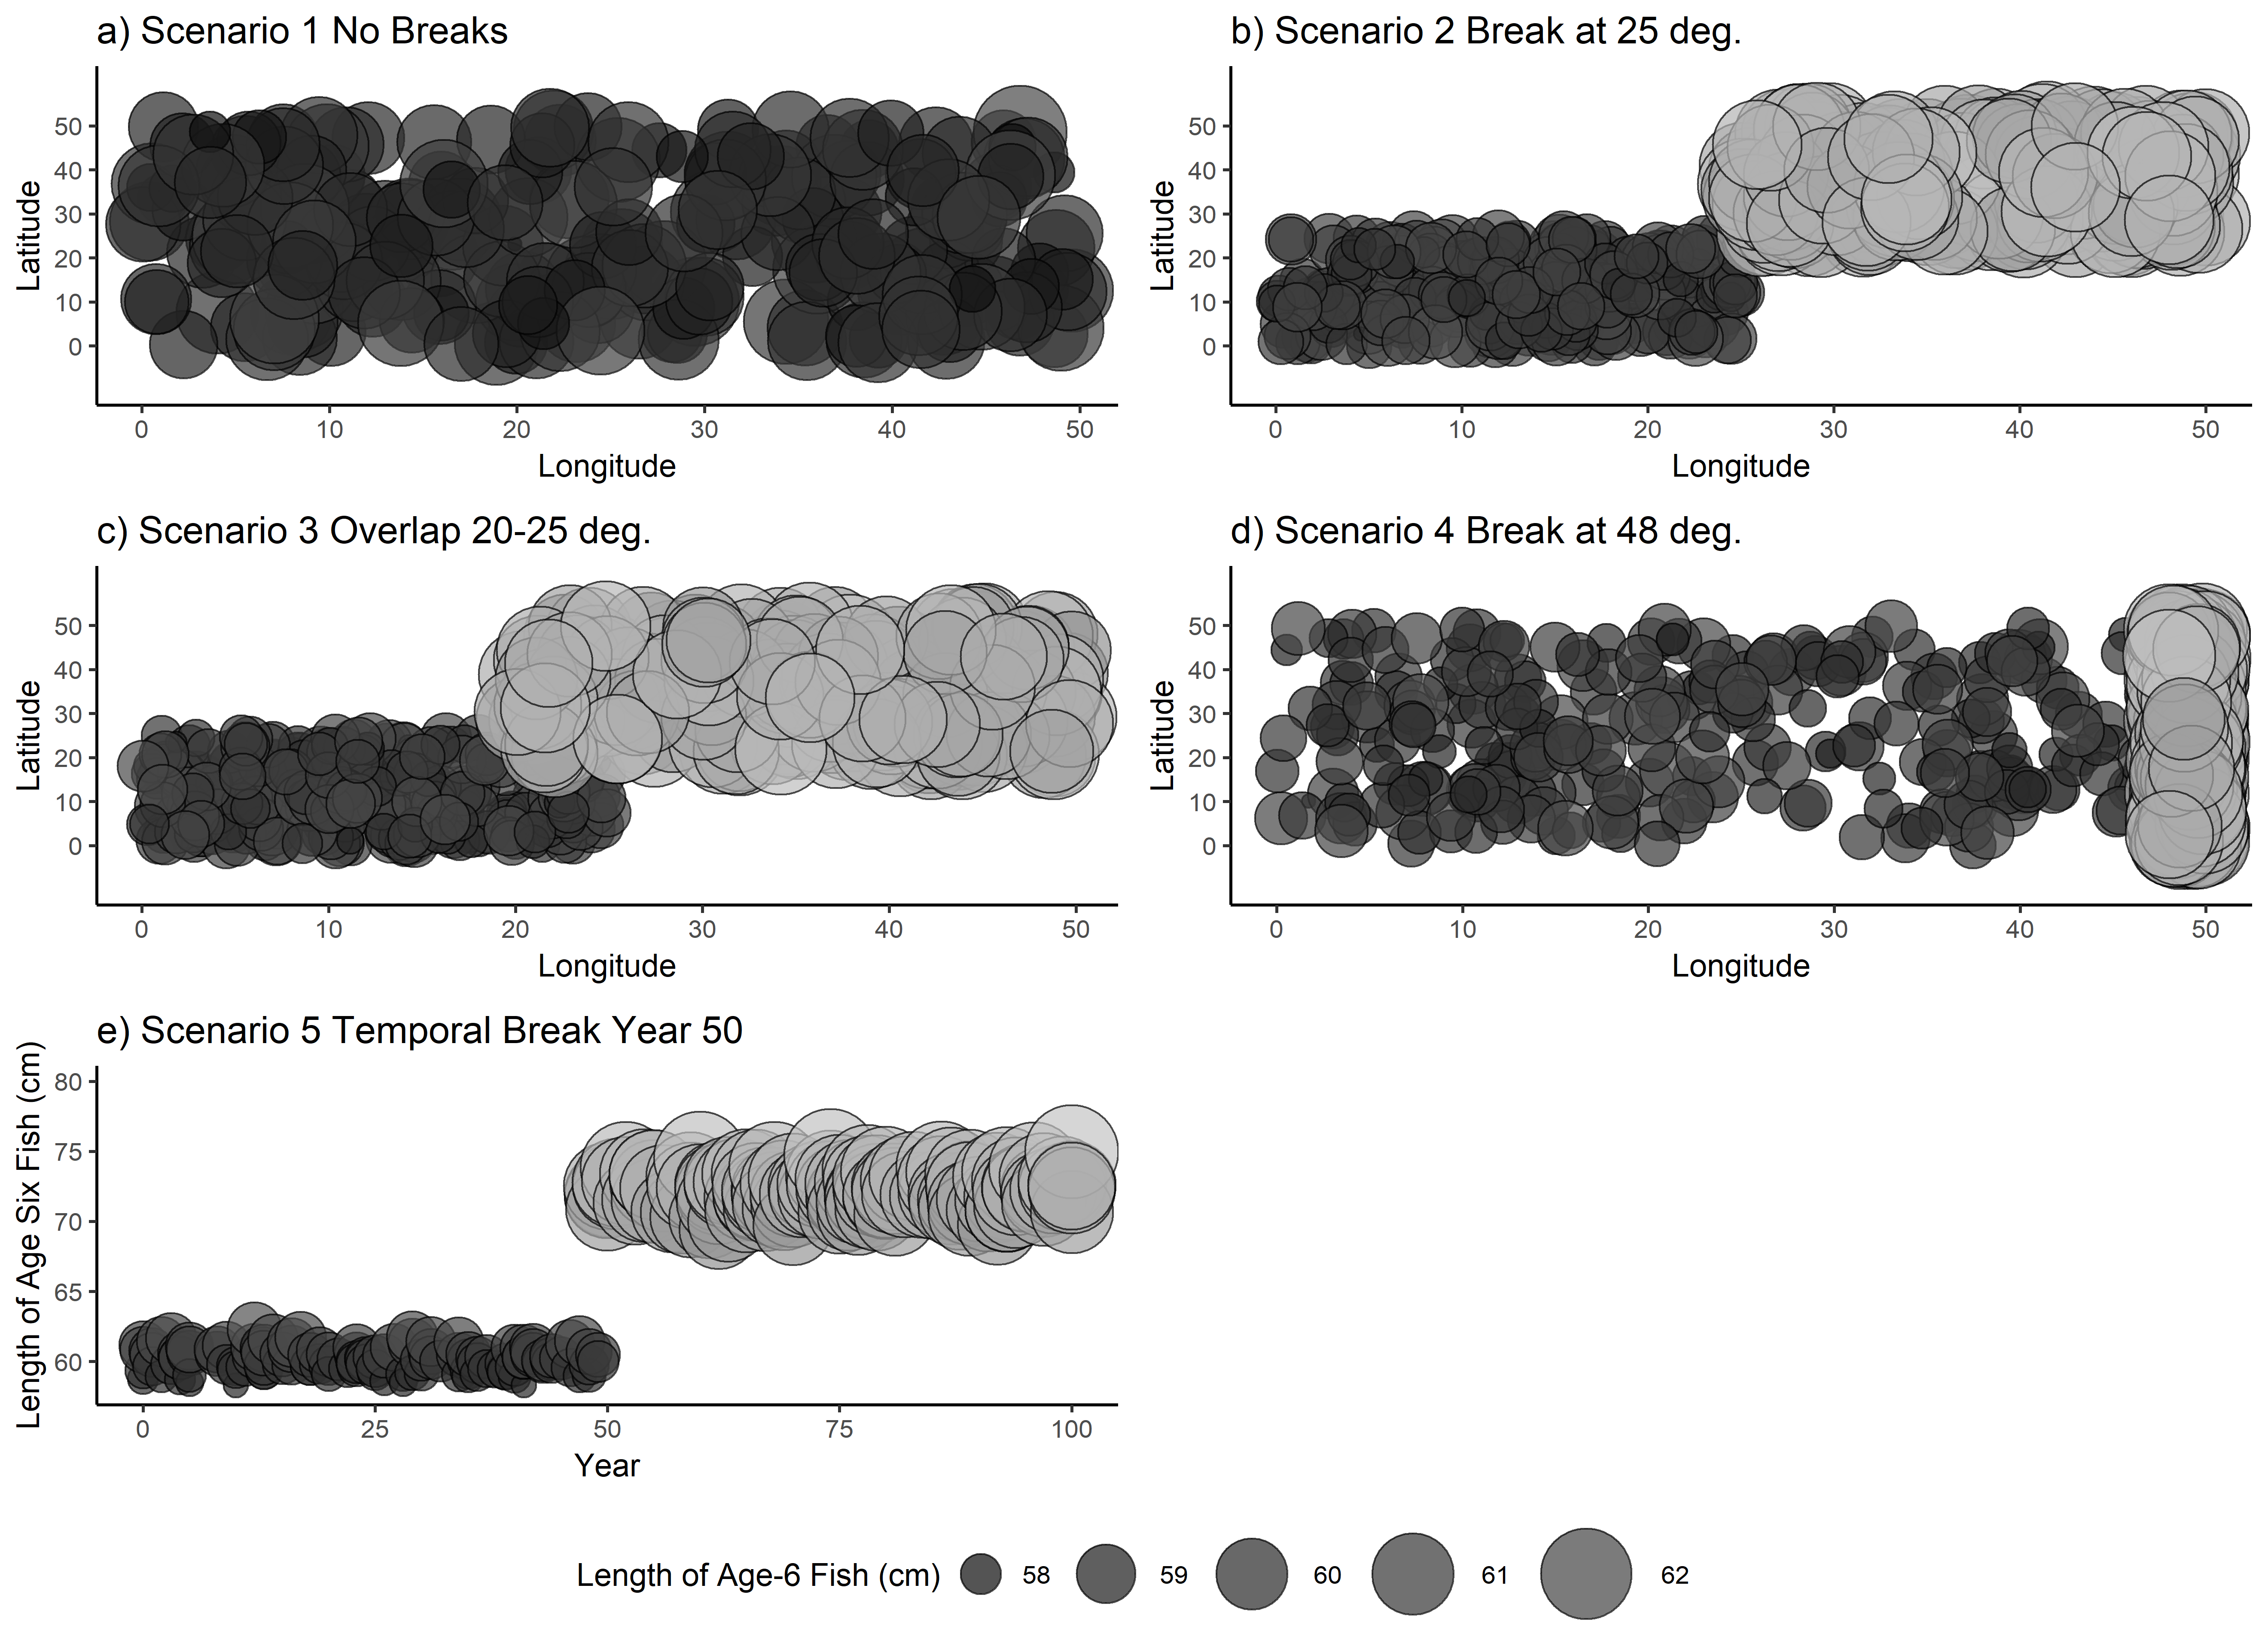 a) Scenario 1 No Breaks
Latitude
50
40
30
20
10
0
0 10 20 30 40 50
Longitude
b) Scenario 2 Break at 25 deg.
Latitude
50
40
30
20
10
0
0 10 20 30 40 50
Longitude
c) Scenario 3 Overlap 20-25 deg.
Latitude
50
40
30
20
10
0
0 10 20 30 40 50
Longitude
d) Scenario 4 Break at 48 deg.
Latitude
50
40
30
20
10
0
0 10 20 30 40 50
Longitude
e) Scenario 5 Temporal Break Year 50
Length of Age Six Fish (cm)
80
75
70
65
60
0 25 50 75 100
Year
Length of Age-6 Fish (cm) 58 59 60 61 62